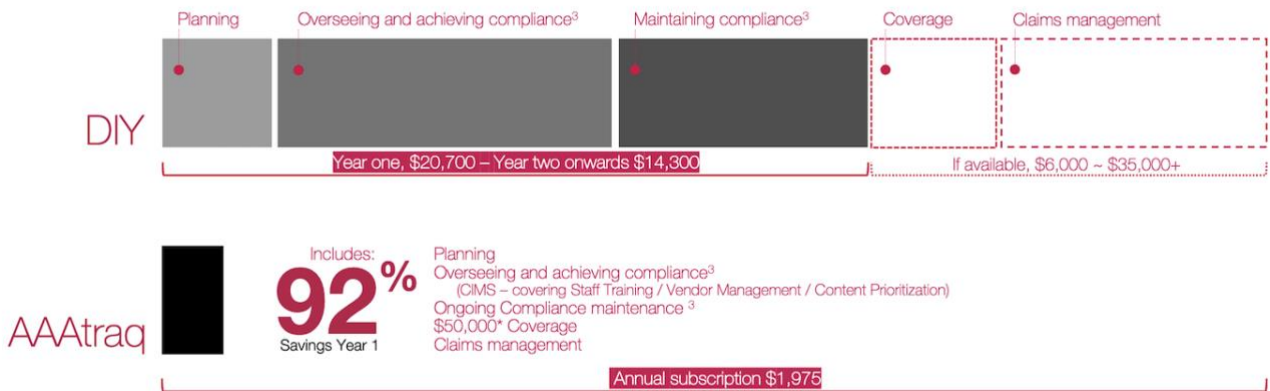 Planning Overseeing and achieving compliance³ Maintaining compliance³ Coverage Claims management
DIY
Year one, $20,700 – Year two onwards $14,300 If available, $6,000 ~ $35,000+
Includes:
92%
Savings Year 1
Planning
Overseeing and achieving compliance³
(CIMS – covering Staff Training / Vendor Management / Content Prioritization)
Ongoing Compliance maintenance ³
$50,000* Coverage
Claims management
AAAtraq
Annual subscription $1,975